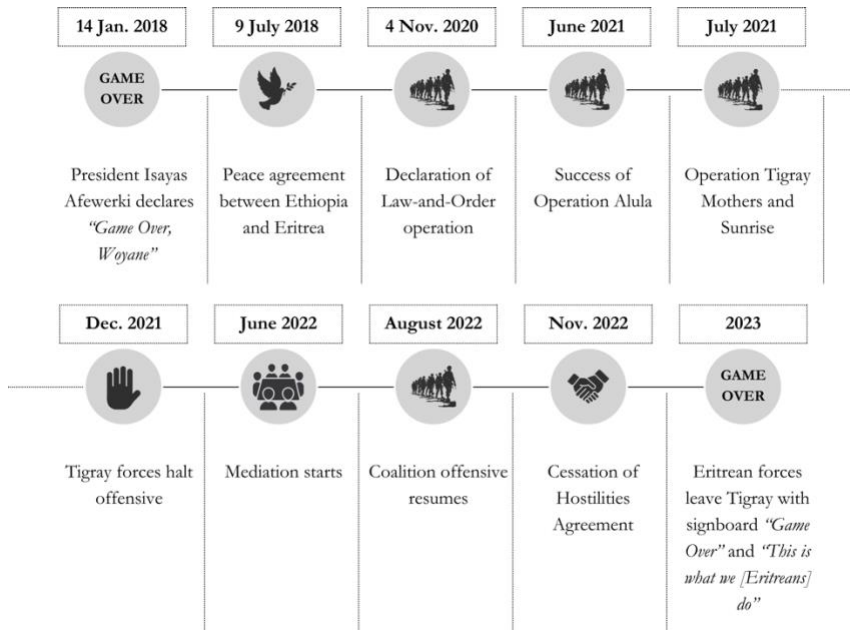 14 Jan. 2018
9 July 2018
4 Nov. 2020
June 2021
July 2021
GAME
OVER
President Isayas
Afewerki declares
“Game Over,
Woyane”
Peace agreement
between Ethiopia
and Eritrea
Declaration of
Law-and-Order
operation
Success of
Operation Alula
Operation Tigray
Mothers and
Sunrise
Dec. 2021
June 2022
August 2022
Nov. 2022
2023
GAME
OVER
Tigray forces halt
offensive
Mediation starts
Coalition offensive
resumes
Cessation of
Hostilities
Agreement
Eritrean forces
leave Tigray with
signboard “Game
Over” and “This is
what we [Eritreans]
do”